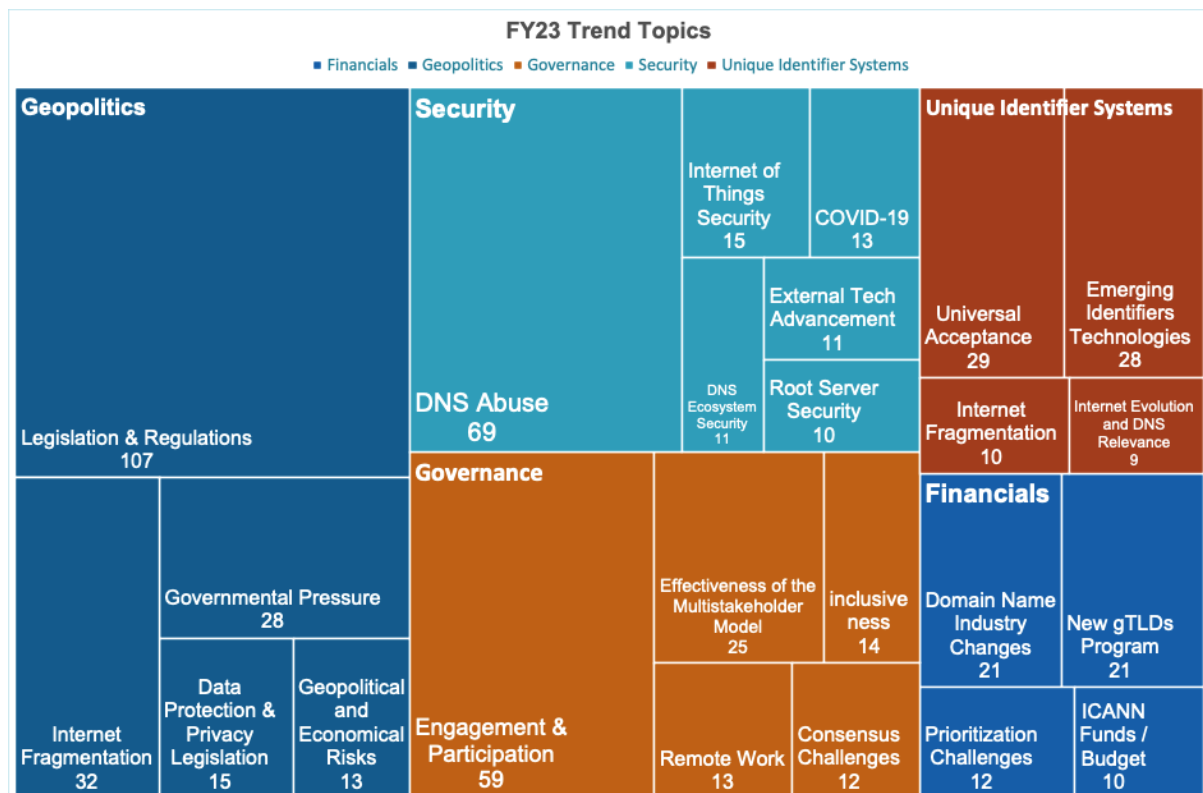 FY23 Trend Topics
Financials Geopolitics Governance Security Unique Identifier Systems
Geopolitics
Legislation & Regulations
107
Internet
Fragmentation
32
Governmental Pressure
28
Data
Protection &
Privacy
Legislation
15
Geopolitical
and
Economical
Risks
13
Security
DNS Abuse
69
Internet of
Things
Security
15
COVID-19
13
DNS
Ecosystem
Security
11
External Tech
Advancement
11
Root Server
Security
10
Governance
Engagement &
Participation
59
Effectiveness of the
Multistakeholder
Model
25
inclusive
ness
14
Remote Work
13
Consensus
Challenges
12
Unique Identifier Systems
Universal
Acceptance
29
Emerging
Identifiers
Technologies
28
Internet
Fragmentation
10
Internet Evolution
and DNS
Relevance
9
Financials
Domain Name
Industry
Changes
21
New gTLDs
Program
21
Prioritization
Challenges
12
ICANN
Funds /
Budget
10